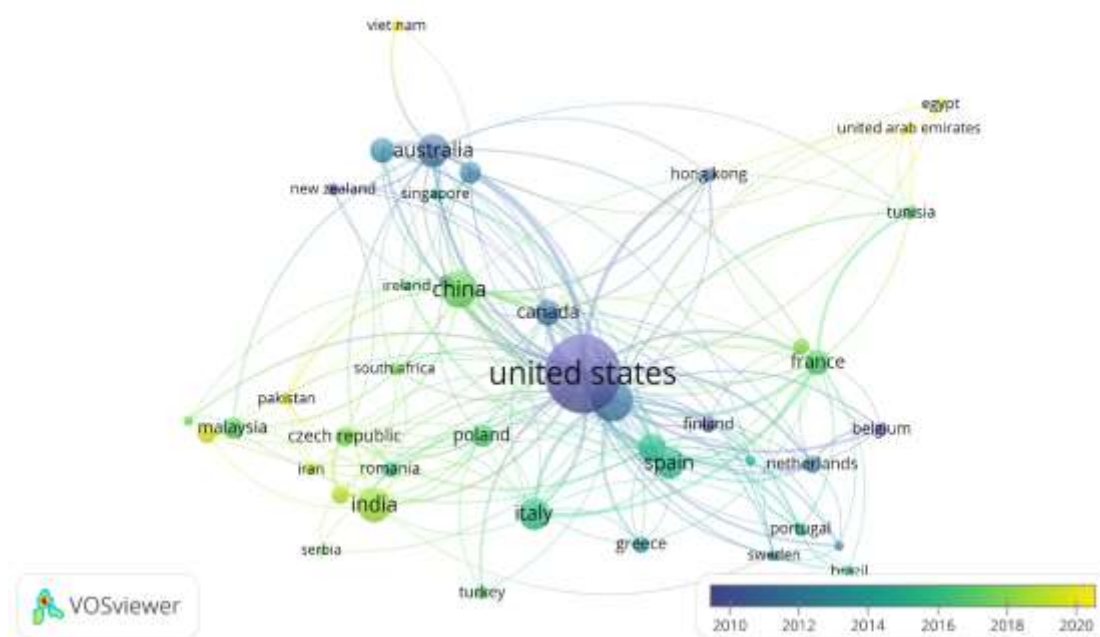 viet nam
egypt
united arab emirates
australia
hong kong
new zealand
singapore
tunisia
ireland
china
canada
france
south africa
united states
pakistan
malaysia
finland
belgium
czech republic
poland
iran
romania
spain
netherlands
india
italy
portugal
serbia
greece
sweden
brazil
turkey
VOSviewer
2010 2012 2014 2016 2018 2020